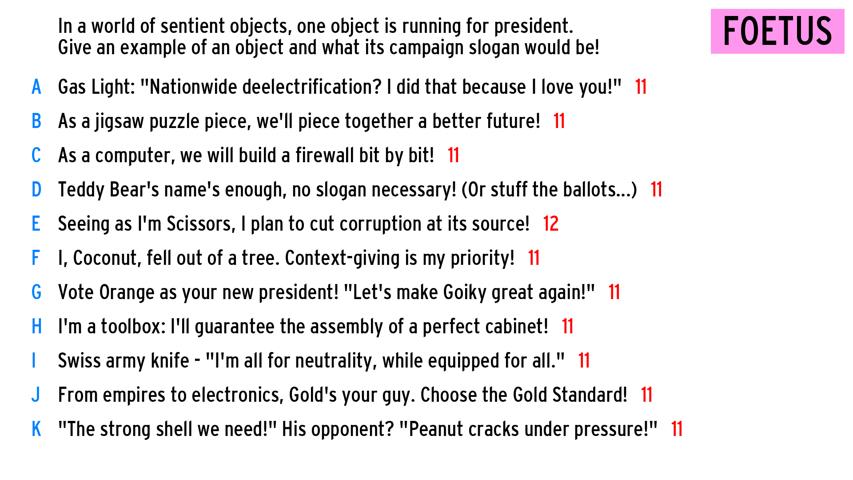 In a world of sentient objects, one object is running for president.
Give an example of an object and what its campaign slogan would be!
FOETUS
A Gas Light: "Nationwide deelectrification? I did that because I love you!" 11
B As a jigsaw puzzle piece, we'll piece together a better future! 11
C As a computer, we will build a firewall bit by bit! 11
D Teddy Bear's name's enough, no slogan necessary! (Or stuff the ballots...) 11
E Seeing as I'm Scissors, I plan to cut corruption at its source! 12
F I, Coconut, fell out of a tree. Context-giving is my priority! 11
G Vote Orange as your new president! "Let's make Goiky great again!" 11
H I'm a toolbox: I'll guarantee the assembly of a perfect cabinet! 11
I Swiss army knife - "I'm all for neutrality, while equipped for all." 11
J From empires to electronics, Gold's your guy. Choose the Gold Standard! 11
K "The strong shell we need!" His opponent? "Peanut cracks under pressure!" 11